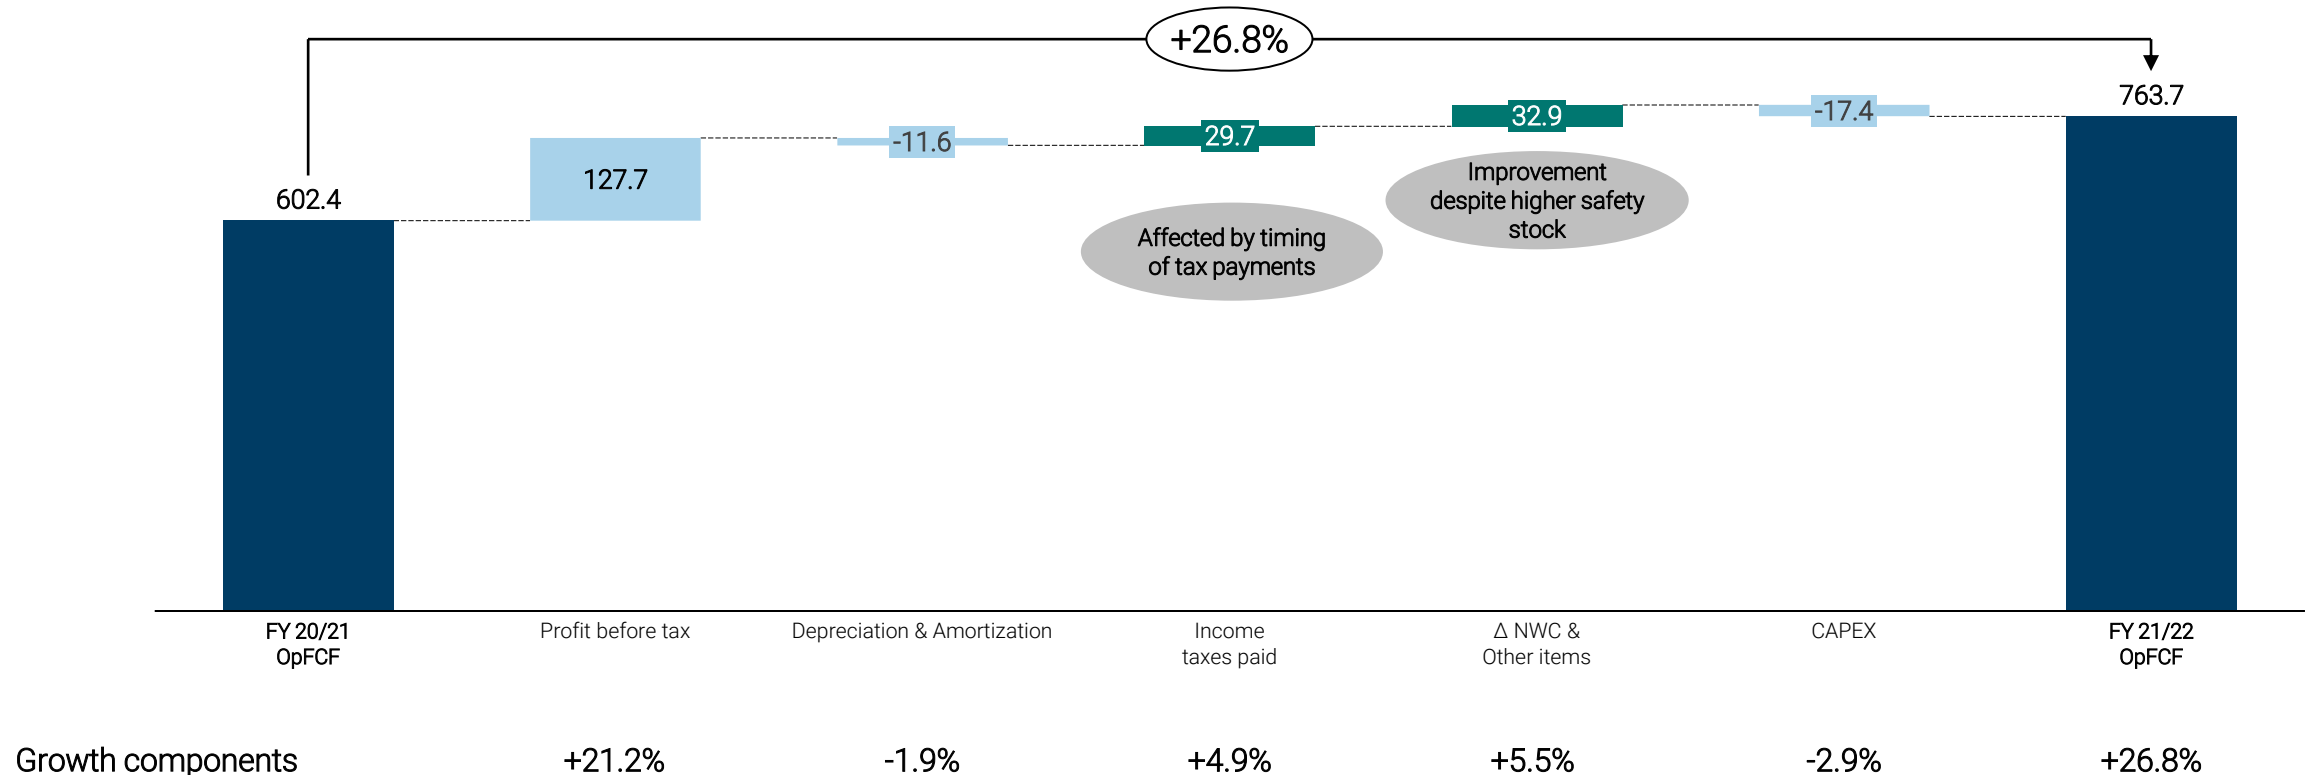 +26.8%
602.4
127.7
-11.6
29.7
32.9
-17.4
763.7
Improvement
despite higher safety
stock
Affected by timing
of tax payments
FY 20/21
OpFCF
Profit before tax
Depreciation & Amortization
Income
taxes paid
Δ NWC &
Other items
CAPEX
FY 21/22
OpFCF
Growth components
+21.2%
-1.9%
+4.9%
+5.5%
-2.9%
+26.8%